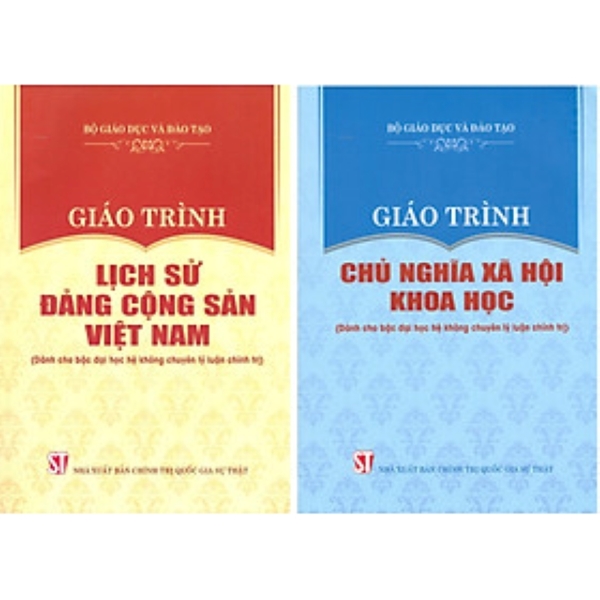 BỘ GIÁO DỤC VÀ ĐÀO TẠO
GIÁO TRÌNH
LỊCH SỬ
ĐẢNG CỘNG SẢN
VIỆT NAM
(Dành cho bậc đại học hệ không chuyên lý luận chính trị)
ST
NHÀ XUẤT BẢN CHÍNH TRỊ QUỐC GIA SỰ THẬT
BỘ GIÁO DỤC VÀ ĐÀO TẠO
GIÁO TRÌNH
CHỦ NGHĨA XÃ HỘI
KHOA HỌC
(Dành cho bậc đại học hệ không chuyên lý luận chính trị)
ST
NHÀ XUẤT BẢN CHÍNH TRỊ QUỐC GIA SỰ THẬT